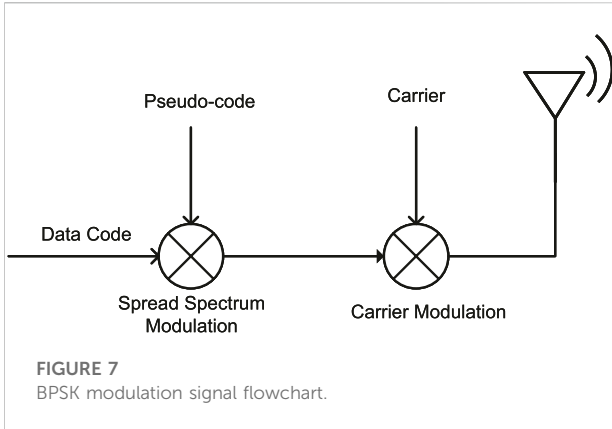 Pseudo-code
Carrier
Data Code
Spread Spectrum
Modulation
Carrier Modulation
FIGURE 7
BPSK modulation signal flowchart.